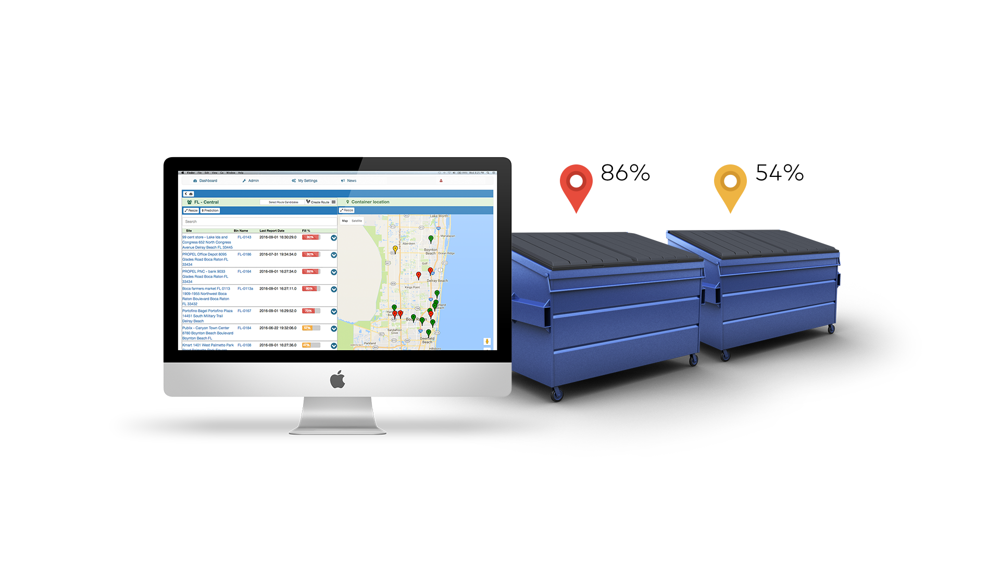 Finder File Edit View Go Window Help
Wed 6:25 PM
Dashboard Admin My Settings News
FL - Central
Select Route Candidates
Create Route
Container location
Resize
Prediction
Resize
Search
Map Satellite
Site Bin Name Last Report Date Fill %
99 cent store - Lake Ida and
Congress 652 North Congress
Avenue Delray Beach FL 33445
FL-0143 2016-09-01 16:30:29.0 90%
PROPEL Office Depot 8095
Glades Road Boca Raton FL
33434
FL-0186 2016-07-31 19:34:34.0 90%
PROPEL PNC - bank 9033
Glades Road Boca Raton FL
33434
FL-0164 2016-09-01 16:27:34.0 89%
Boca farmers market FL 0113
1909-1955 Northwest Boca
Raton Boulevard Boca Raton
FL 33432
FL-0113a 2016-09-01 16:27:11.0 80%
Portofino Bagel Portofino Plaza
14451 South Military Trail
Delray Beach
FL-0167 2016-09-01 16:29:52.0 70%
Publix - Canyon Town Center
8780 Boynton Beach Boulevard
Boynton Beach FL
FL-0184 2016-06-22 19:32:06.0 57%
Kmart 1401 West Palmetto Park
FL-0108 2016-09-01 16:27:36.0 41%
Lake Worth
Manalapan
Aberdeen
Boynton
Beach
Ocean Ridge
Golf
Delray Beach
Kings Point
Sandalfoot
Cove
Parkland
Deerfield
Beach
Hillsboro
86%
54%